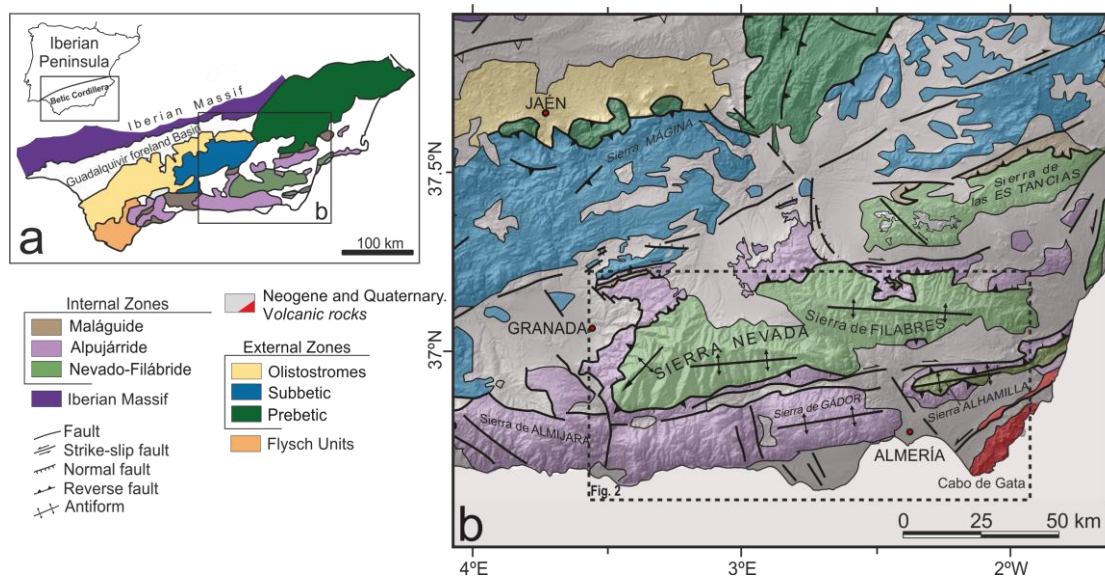 Iberian
Peninsula
Betic Cordillera
Iberian Massif
Guadalquivir foreland Basin
b
a
100 km
Internal Zones
Maláguide
Alpujárride
Nevado-Filábride
Iberian Massif
Fault
Strike-slip fault
Normal fault
Reverse fault
Antiform
Neogene and Quaternary.
Volcanic rocks
External Zones
Olistostromes
Subbetic
Prebetic
Flysch Units
37,5ºN
37ºN
JAÉN
Sierra MÁGINA
Sierra de
las ES TANCIAS
GRANADA
SIERRA NEVADA
Sierra de FILABRES
Sierra de ALMIJARA
Sierra de GÁDOR
Sierra ALHAMILLA
ALMERÍA
Cabo de Gata
Fig. 2
b
0 25 50 km
4ºE 3ºE 2ºW